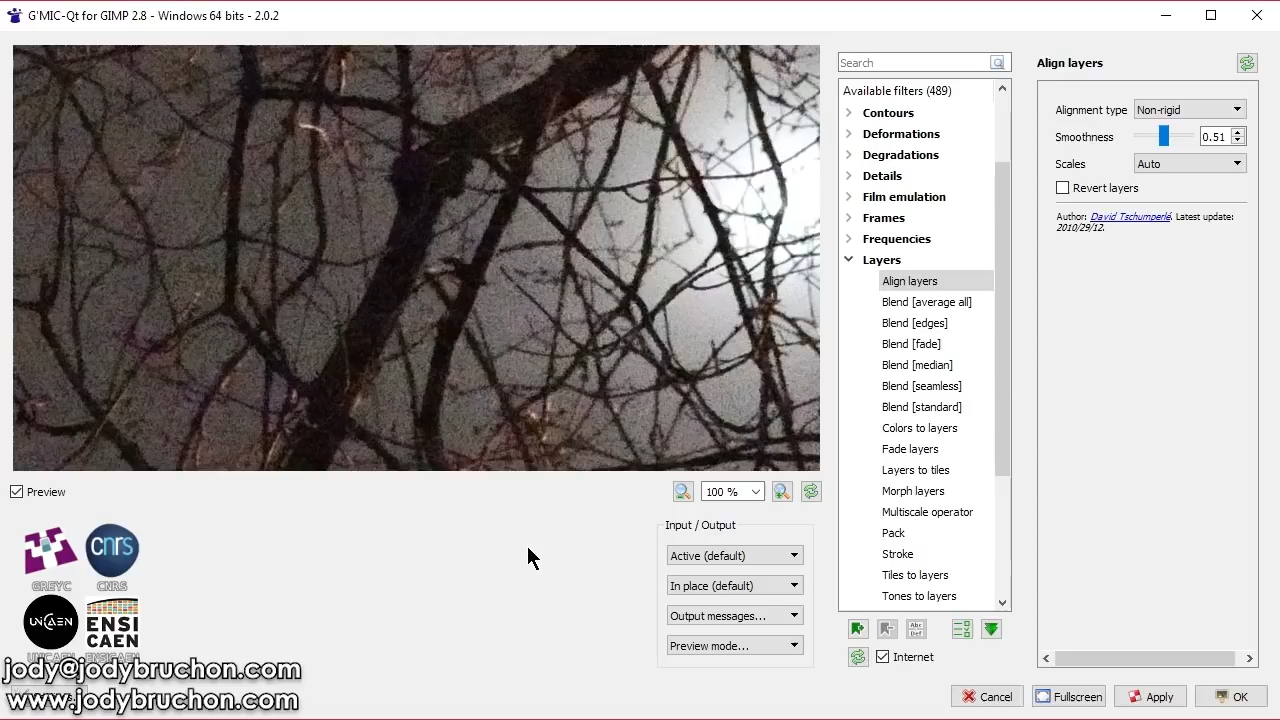 G'MIC-Qt for GIMP 2.8 - Windows 64 bits - 2.0.2
Search
Available filters (489)
Contours
Deformations
Degradations
Details
Film emulation
Frames
Frequencies
Layers
Align layers
Blend [average all]
Blend [edges]
Blend [fade]
Blend [median]
Blend [seamless]
Blend [standard]
Colors to layers
Fade layers
Layers to tiles
Morph layers
Multiscale operator
Pack
Stroke
Tiles to layers
Tones to layers
Abc
Def
Internet
Align layers
Alignment type Non-rigid
Smoothness 0.51
Scales Auto
Revert layers
Author: David Tschumperlé. Latest update:
2010/29/12.
Preview
100 %
Input / Output
Active (default)
In place (default)
Output messages...
Preview mode...
GREYC
cnrs
CNRS
UNICAEN
ENSI
CAEN
UNICAEN
ENSICAEN
jody@jodybruchon.com
www.jodybruchon.com
Cancel
Fullscreen
Apply
OK